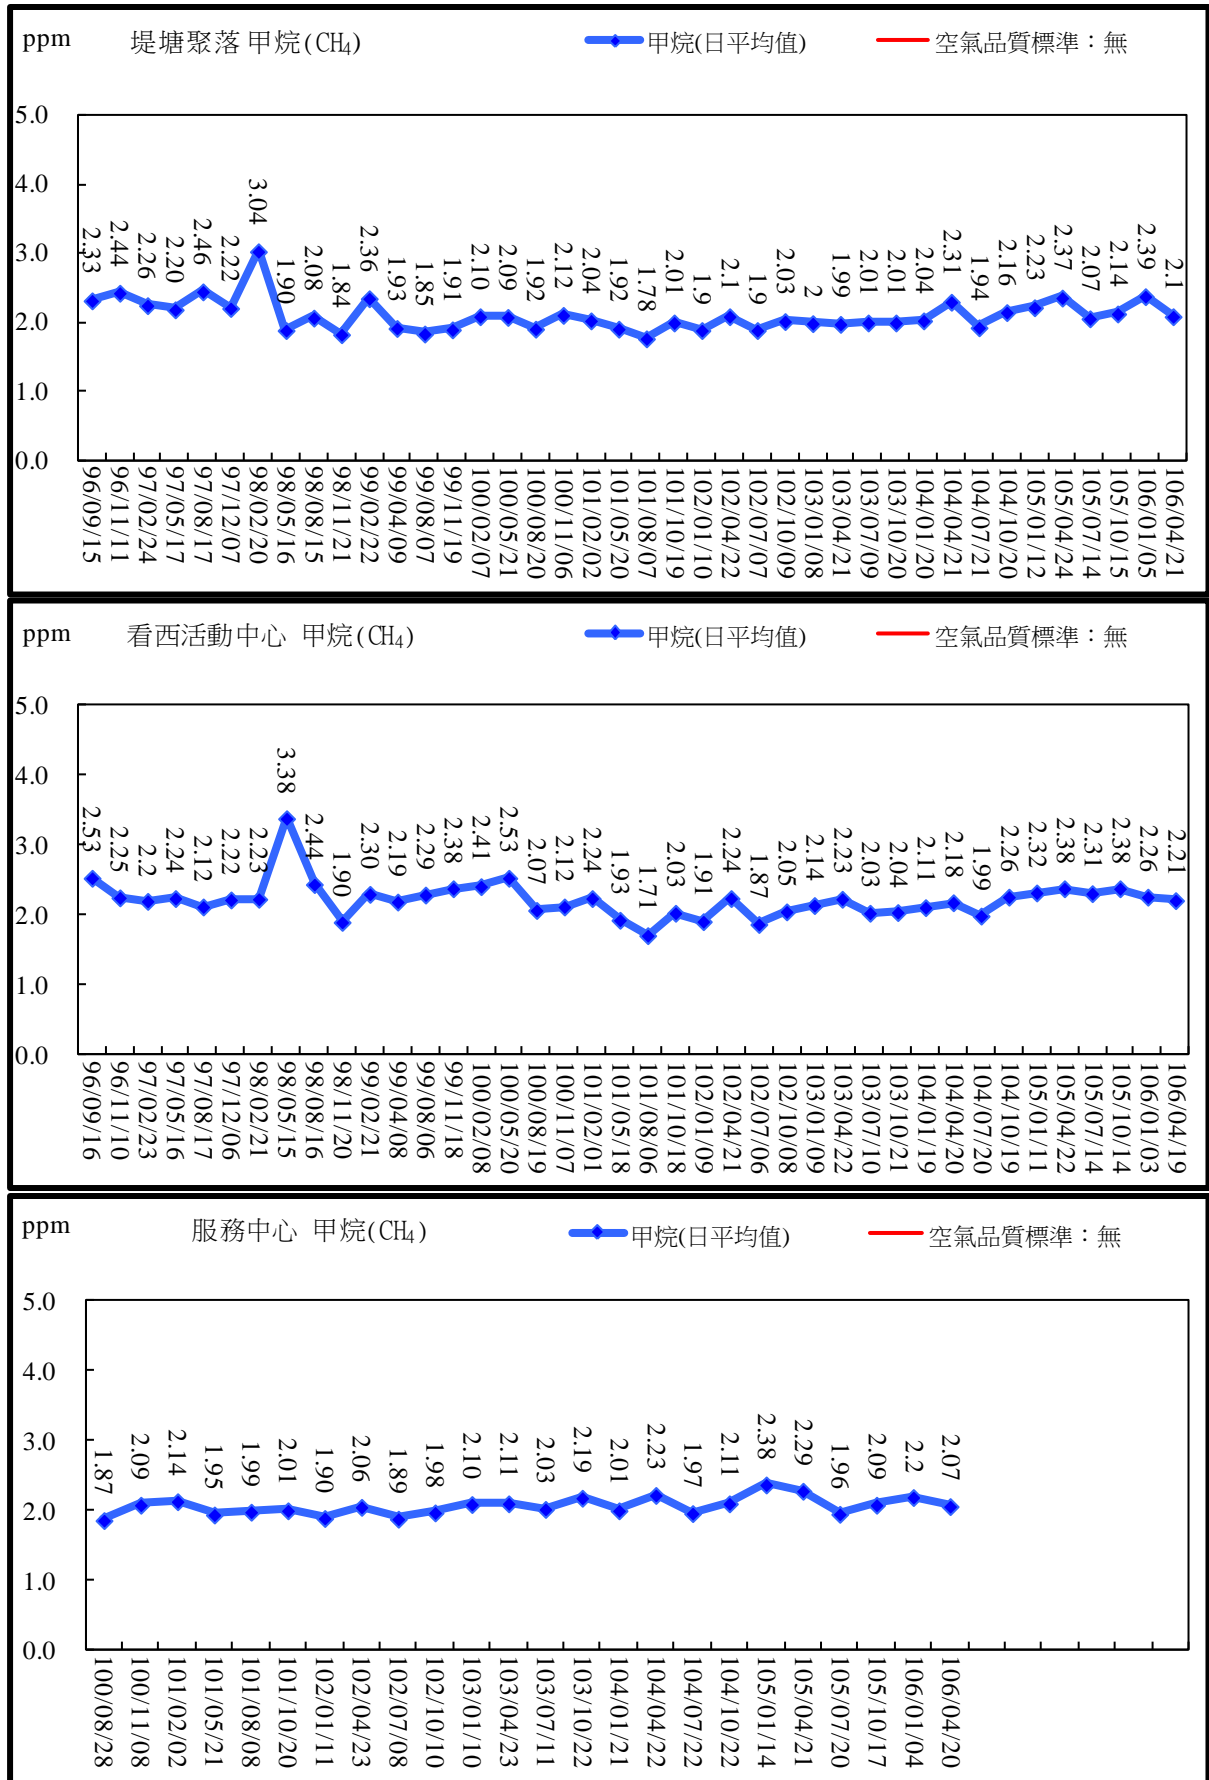 ppm 堤塘聚落 甲烷(CH₄) 甲烷(日平均值) 空氣品質標準：無
5.0
4.0
3.0
2.0
1.0
0.0
2.33 2.44 2.26 2.20 2.46 2.22 3.04 1.90 2.08 1.84 2.36 1.93 1.85 1.91 2.10 2.09 1.92 2.12 2.04 1.92 1.78 2.01 1.9 2.1 1.9 2.03 2 1.99 2.01 2.01 2.04 2.31 1.94 2.16 2.23 2.37 2.07 2.14 2.39 2.1
96/09/15 96/11/11 97/02/24 97/05/17 97/08/17 97/12/07 98/02/20 98/05/16 98/08/15 98/11/21 99/02/22 99/04/09 99/08/07 99/11/19 100/02/07 100/05/21 100/08/20 100/11/06 101/02/02 101/05/20 101/08/07 101/10/19 102/01/10 102/04/22 102/07/07 102/10/09 103/01/08 103/04/21 103/07/09 103/10/20 104/01/20 104/04/21 104/07/21 104/10/20 105/01/12 105/04/24 105/07/14 105/10/15 106/01/05 106/04/21
ppm 看西活動中心 甲烷(CH₄) 甲烷(日平均值) 空氣品質標準：無
5.0
4.0
3.0
2.0
1.0
0.0
2.53 2.25 2.2 2.24 2.12 2.22 2.23 3.38 2.44 1.90 2.30 2.19 2.29 2.38 2.41 2.53 2.07 2.12 2.24 1.93 1.71 2.03 1.91 2.24 1.87 2.05 2.14 2.23 2.03 2.04 2.11 2.18 1.99 2.26 2.32 2.38 2.31 2.38 2.26 2.21
96/09/16 96/11/10 97/02/23 97/05/16 97/08/17 97/12/06 98/02/21 98/05/15 98/08/16 98/11/20 99/02/21 99/04/08 99/08/06 99/11/18 100/02/08 100/05/20 100/08/19 100/11/07 101/02/01 101/05/18 101/08/06 101/10/18 102/01/09 102/04/21 102/07/06 102/10/08 103/01/09 103/04/22 103/07/10 103/10/21 104/01/19 104/04/20 104/07/20 104/10/19 105/01/11 105/04/22 105/07/14 105/10/14 106/01/03 106/04/19
ppm 服務中心 甲烷(CH₄) 甲烷(日平均值) 空氣品質標準：無
5.0
4.0
3.0
2.0
1.0
0.0
1.87 2.09 2.14 1.95 1.99 2.01 1.90 2.06 1.89 1.98 2.10 2.11 2.03 2.19 2.01 2.23 1.97 2.11 2.38 2.29 1.96 2.09 2.2 2.07
100/08/28 100/11/08 101/02/02 101/05/21 101/08/08 101/10/20 102/01/11 102/04/23 102/07/08 102/10/10 103/01/10 103/04/23 103/07/11 103/10/22 104/01/21 104/04/22 104/07/22 104/10/22 105/01/14 105/04/21 105/07/20 105/10/17 106/01/04 106/04/20